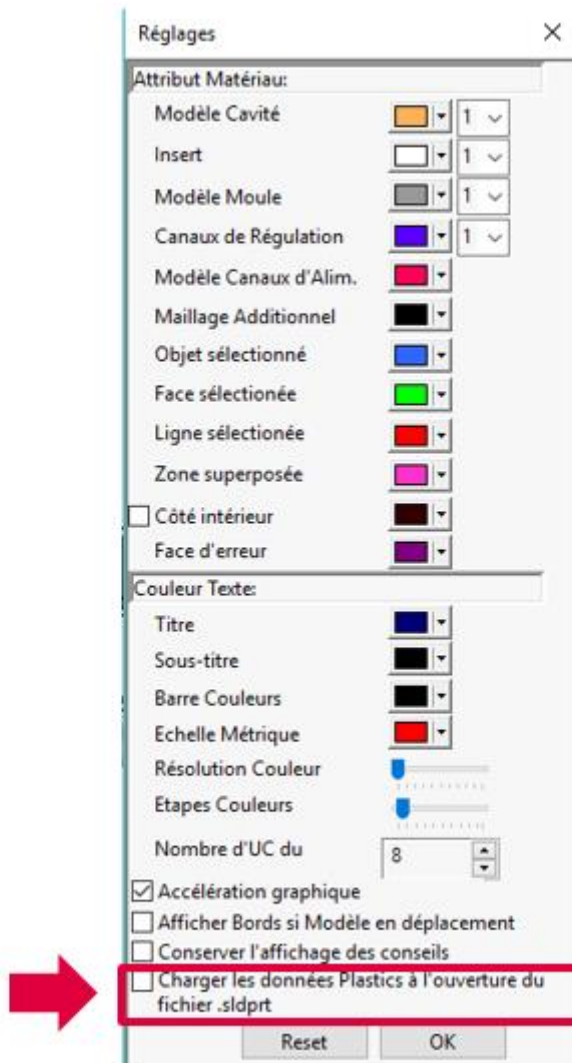 Réglages
Attribut Matériau:
Modèle Cavité 1
Insert 1
Modèle Moule 1
Canaux de Régulation 1
Modèle Canaux d'Alim.
Maillage Additionnel
Objet sélectionné
Face sélectionée
Ligne sélectionée
Zone superposée
Côté intérieur
Face d'erreur
Couleur Texte:
Titre
Sous-titre
Barre Couleurs
Echelle Métrique
Résolution Couleur
Etapes Couleurs
Nombre d'UC du 8
Accélération graphique
Afficher Bords si Modèle en déplacement
Conserver l'affichage des conseils
Charger les données Plastics à l'ouverture du
fichier .sldprt
Reset OK